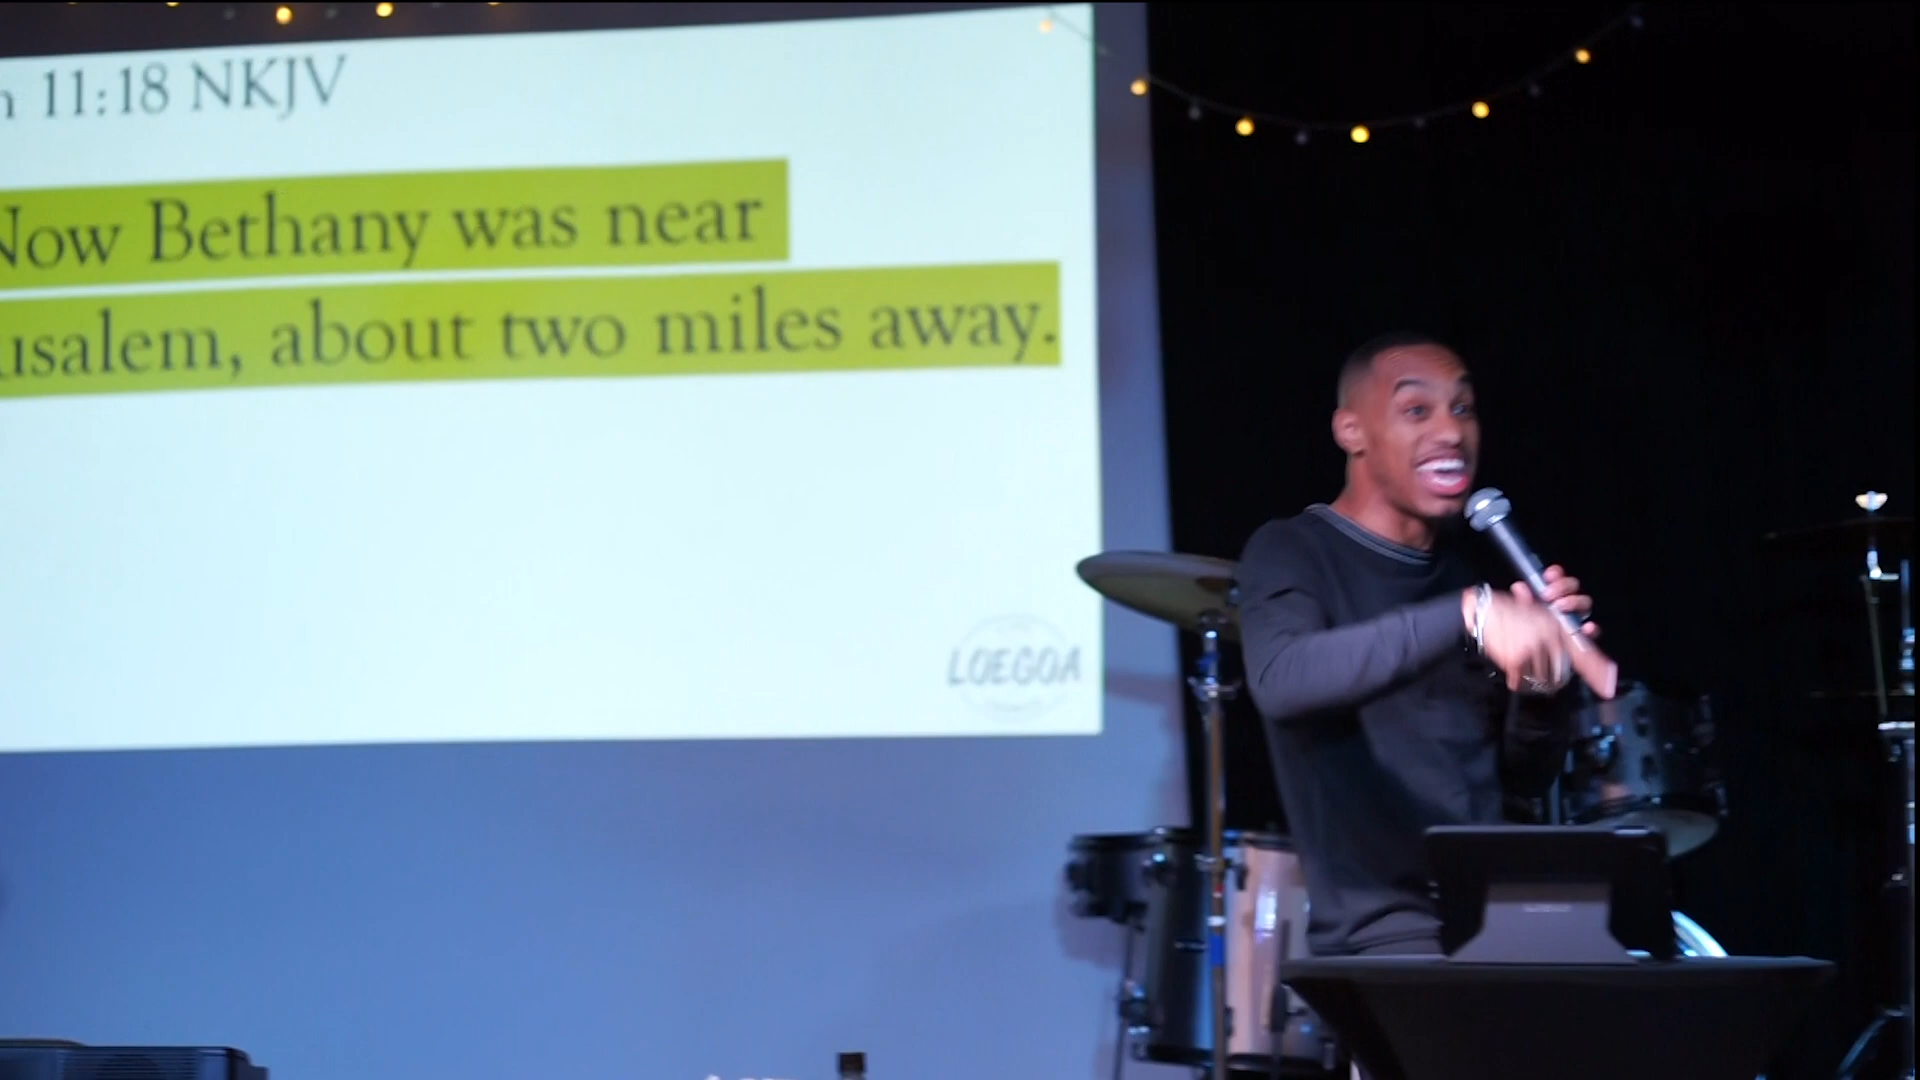 n 11:18 NKJV
Now Bethany was near
usalem, about two miles away.
LOEGOA